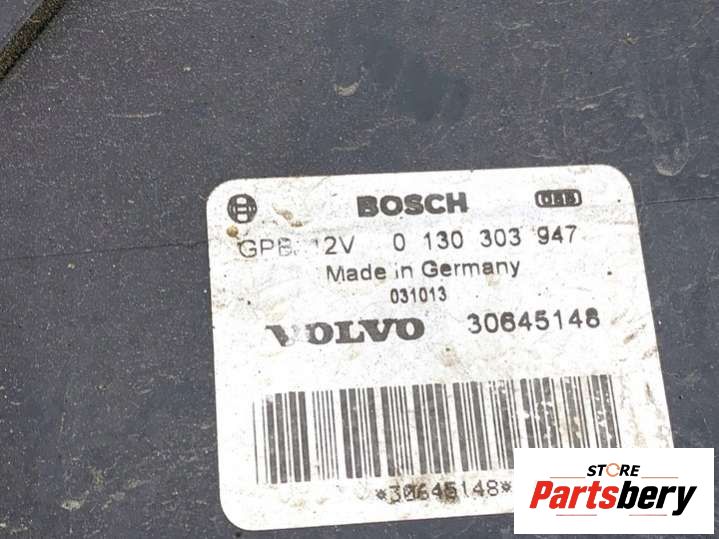 BOSCH
GPB, 12V 0 130 303 947
Made in Germany
031013
VOLVO 30645148
*30645148*
STORE
Partsbery